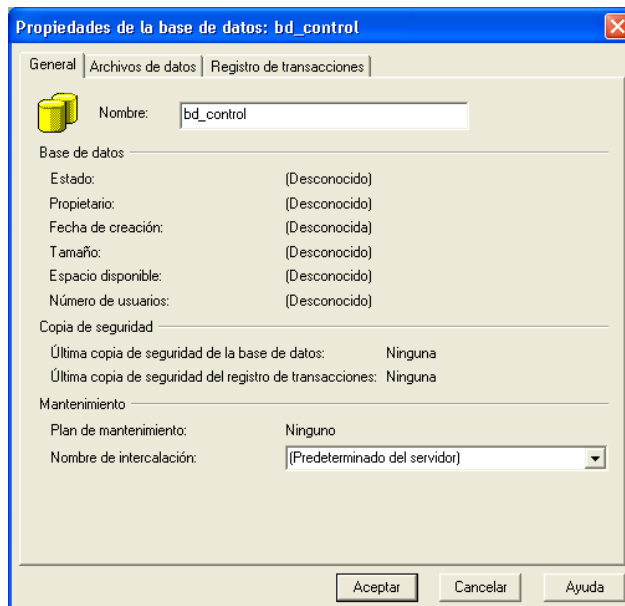 Propiedades de la base de datos: bd_control
General Archivos de datos Registro de transacciones
Nombre: bd_control
Base de datos
Estado: (Desconocido)
Propietario: (Desconocido)
Fecha de creación: (Desconocida)
Tamaño: (Desconocido)
Espacio disponible: (Desconocido)
Número de usuarios: (Desconocido)
Copia de seguridad
Última copia de seguridad de la base de datos: Ninguna
Última copia de seguridad del registro de transacciones: Ninguna
Mantenimiento
Plan de mantenimiento: Ninguno
Nombre de intercalación: (Predeterminado del servidor)
Aceptar Cancelar Ayuda